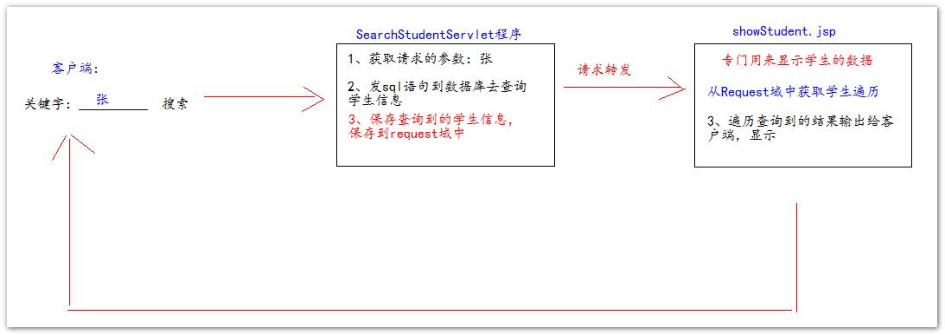 SearchStudentServlet程序
showStudent.jsp
客户端:
关键字: 张 搜索
1、获取请求的参数: 张
2、发sql语句到数据库去查询
学生信息
3、保存查询到的学生信息,
保存到request域中
请求转发
专门用来显示学生的数据
从Request域中获取学生遍历
3、遍历查询到的结果输出给客
户端, 显示